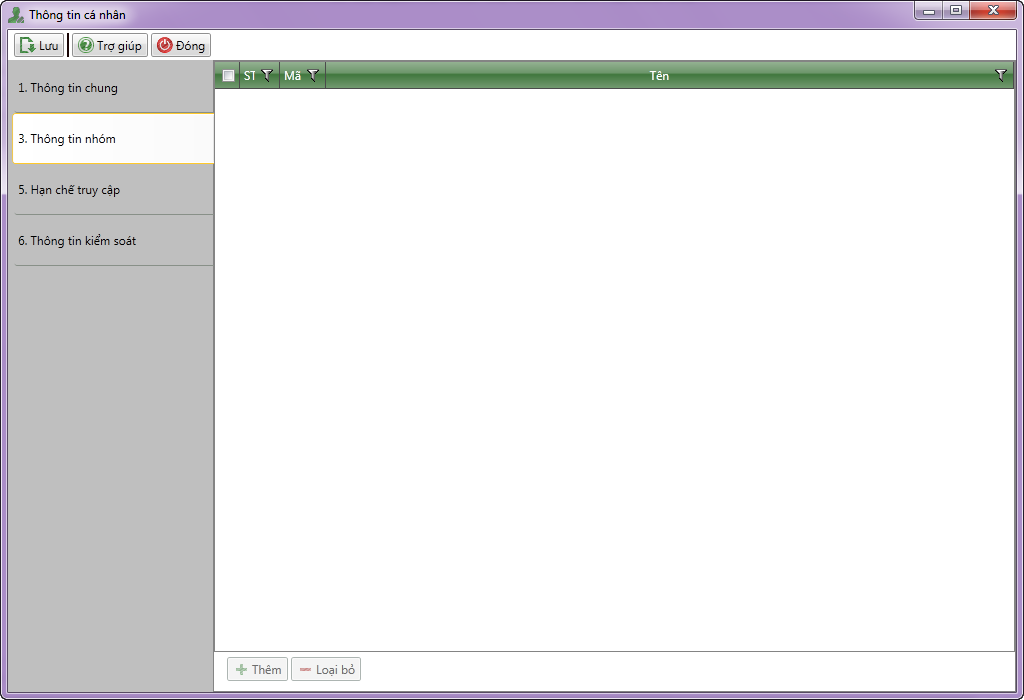 Thông tin cá nhân
Lưu Trợ giúp Đóng
1. Thông tin chung
3. Thông tin nhóm
5. Hạn chế truy cập
6. Thông tin kiểm soát
ST Mã Tên
Thêm Loại bỏ